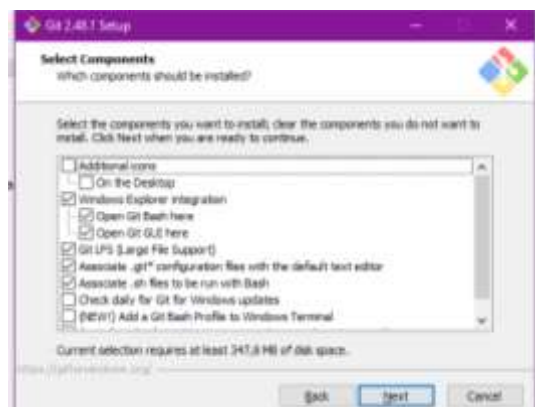 Git 2.48.1 Setup
Select Components
Which components should be installed?
Select the components you want to install; clear the components you do not want to
install. Click Next when you are ready to continue.
Additional icons
On the Desktop
Windows Explorer integration
Open Git Bash here
Open Git GUI here
Git LFS (Large File Support)
Associate .git* configuration files with the default text editor
Associate .sh files to be run with Bash
Check daily for Git for Windows updates
(NEW!) Add a Git Bash Profile to Windows Terminal
Current selection requires at least 347,8 MB of disk space.
https://gitforwindows.org/
Back
Next
Cancel